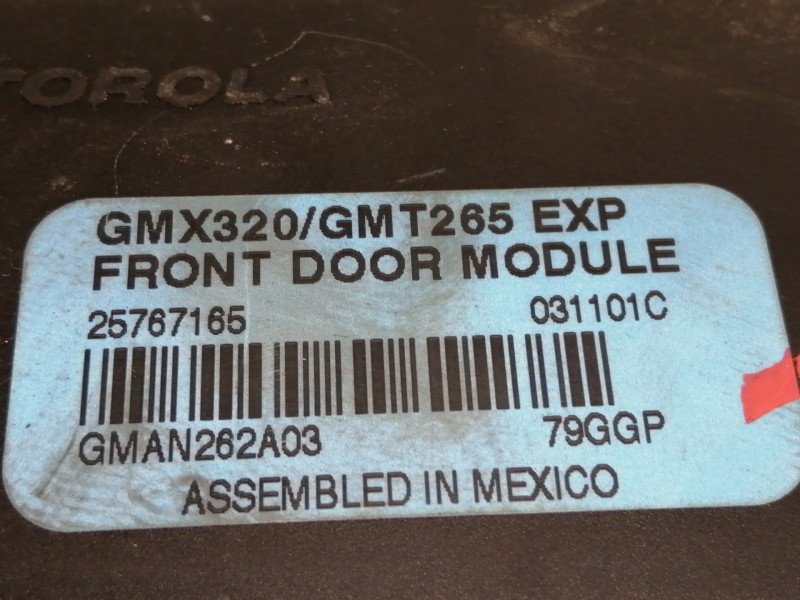 TOROLA
GMX320/GMT265 EXP
FRONT DOOR MODULE
25767165 031101C
GMAN262A03 79GGP
ASSEMBLED IN MEXICO